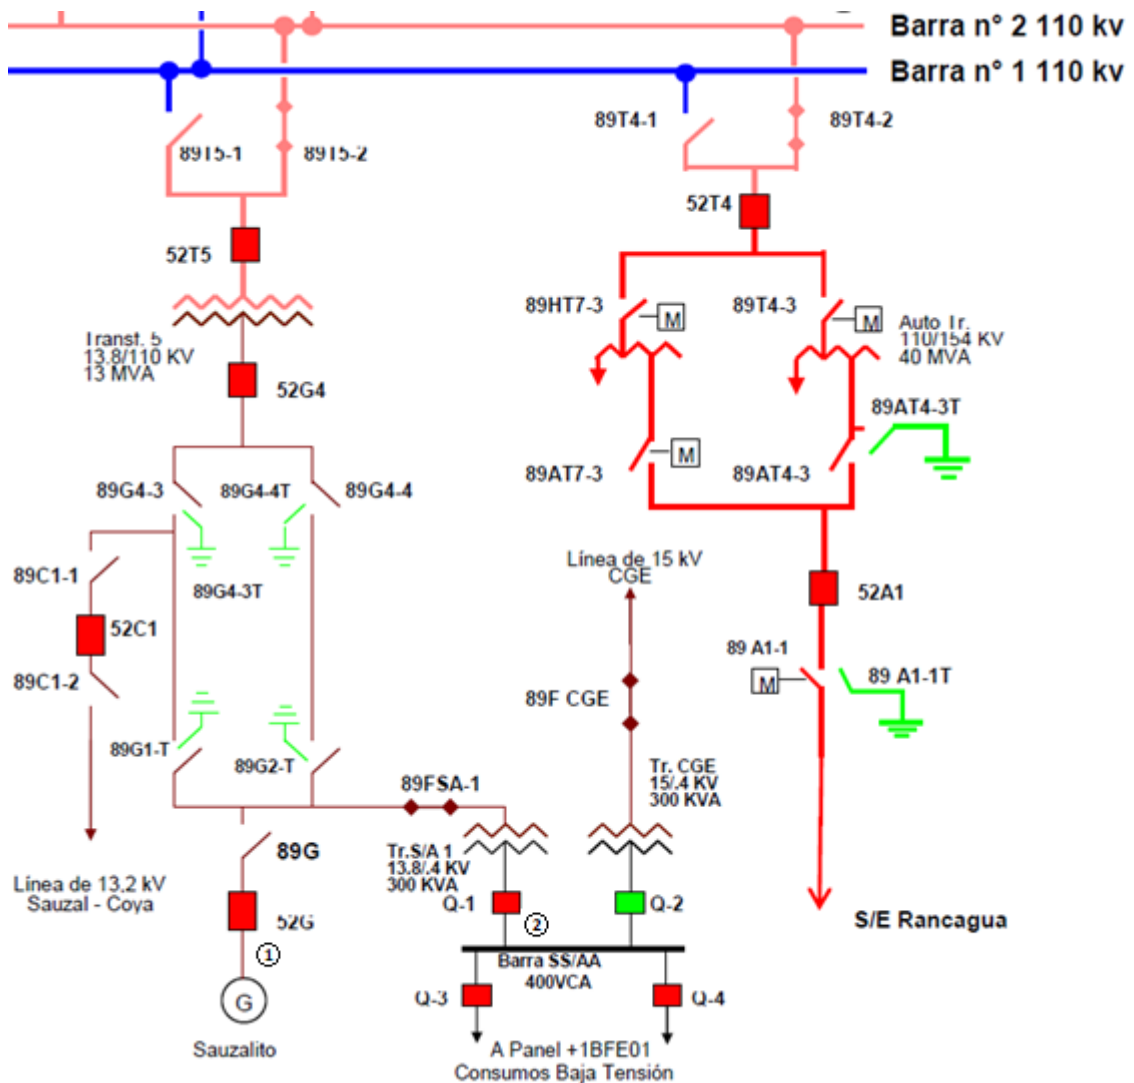 Barra n° 2 110 kv
Barra n° 1 110 kv
89T5-1
89T5-2
89T4-1
89T4-2
52T5
52T4
Transf. 5
13.8/110 KV
13 MVA
89HT7-3
M
89T4-3
M
Auto Tr.
110/154 KV
40 MVA
52G4
89AT4-3T
89G4-3
89G4-4T
89G4-4
89AT7-3
M
89AT4-3
89C1-1
89G4-3T
Línea de 15 kV
CGE
52C1
52A1
89C1-2
89F CGE
89 A1-1
M
89 A1-1T
89G1-T
89G2-T
89FSA-1
Tr. CGE
15/.4 KV
300 KVA
89G
Tr.S/A 1
13.8/.4 KV
300 KVA
Línea de 13,2 kV
Sauzal - Coya
52G
Q-1
Q-2
S/E Rancagua
①
②
Barra SS/AA
400VCA
G
Q-3
Q-4
Sauzalito
A Panel +1BFE01
Consumos Baja Tensión